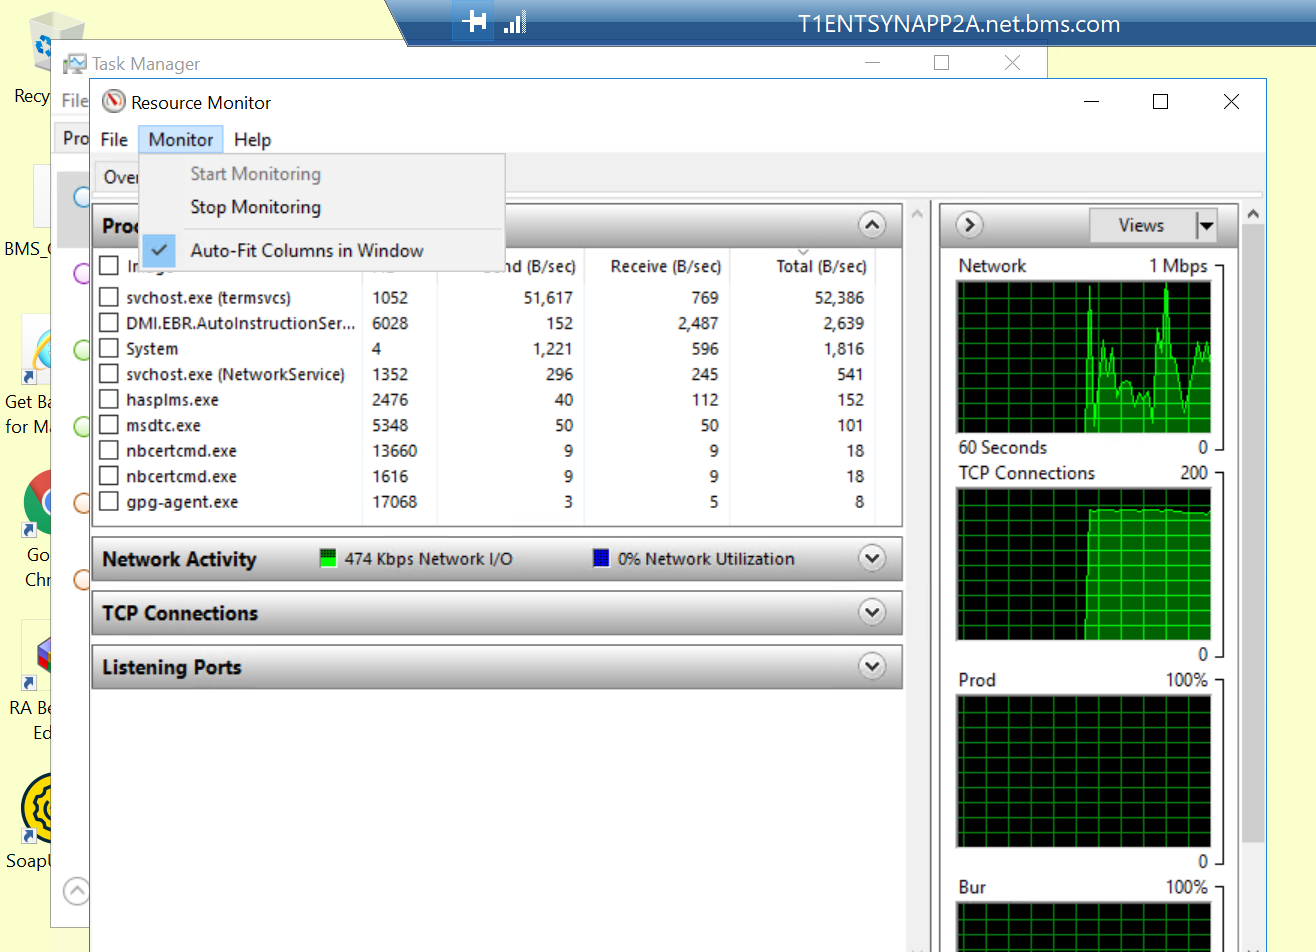 T1ENTSYNAPP2A.net.bms.com
Recy
Task Manager
File
Pro
Resource Monitor
File Monitor Help
Over
Start Monitoring
Stop Monitoring
Auto-Fit Columns in Window
BMS_
Get Ba
for Ma
Go
Chr
RA Be
Ed
SoapU
Proc
(B/sec) Receive (B/sec) Total (B/sec)
svchost.exe (termsvcs) 1052 51,617 769 52,386
DMI.EBR.AutoInstructionSer... 6028 152 2,487 2,639
System 4 1,221 596 1,816
svchost.exe (NetworkService) 1352 296 245 541
hasplms.exe 2476 40 112 152
msdtc.exe 5348 50 50 101
nbcertcmd.exe 13660 9 9 18
nbcertcmd.exe 1616 9 9 18
gpg-agent.exe 17068 3 5 8
Network Activity 474 Kbps Network I/O 0% Network Utilization
TCP Connections
Listening Ports
Views
Network 1 Mbps
60 Seconds 0
TCP Connections 200
0
Prod 100%
0
Bur 100%